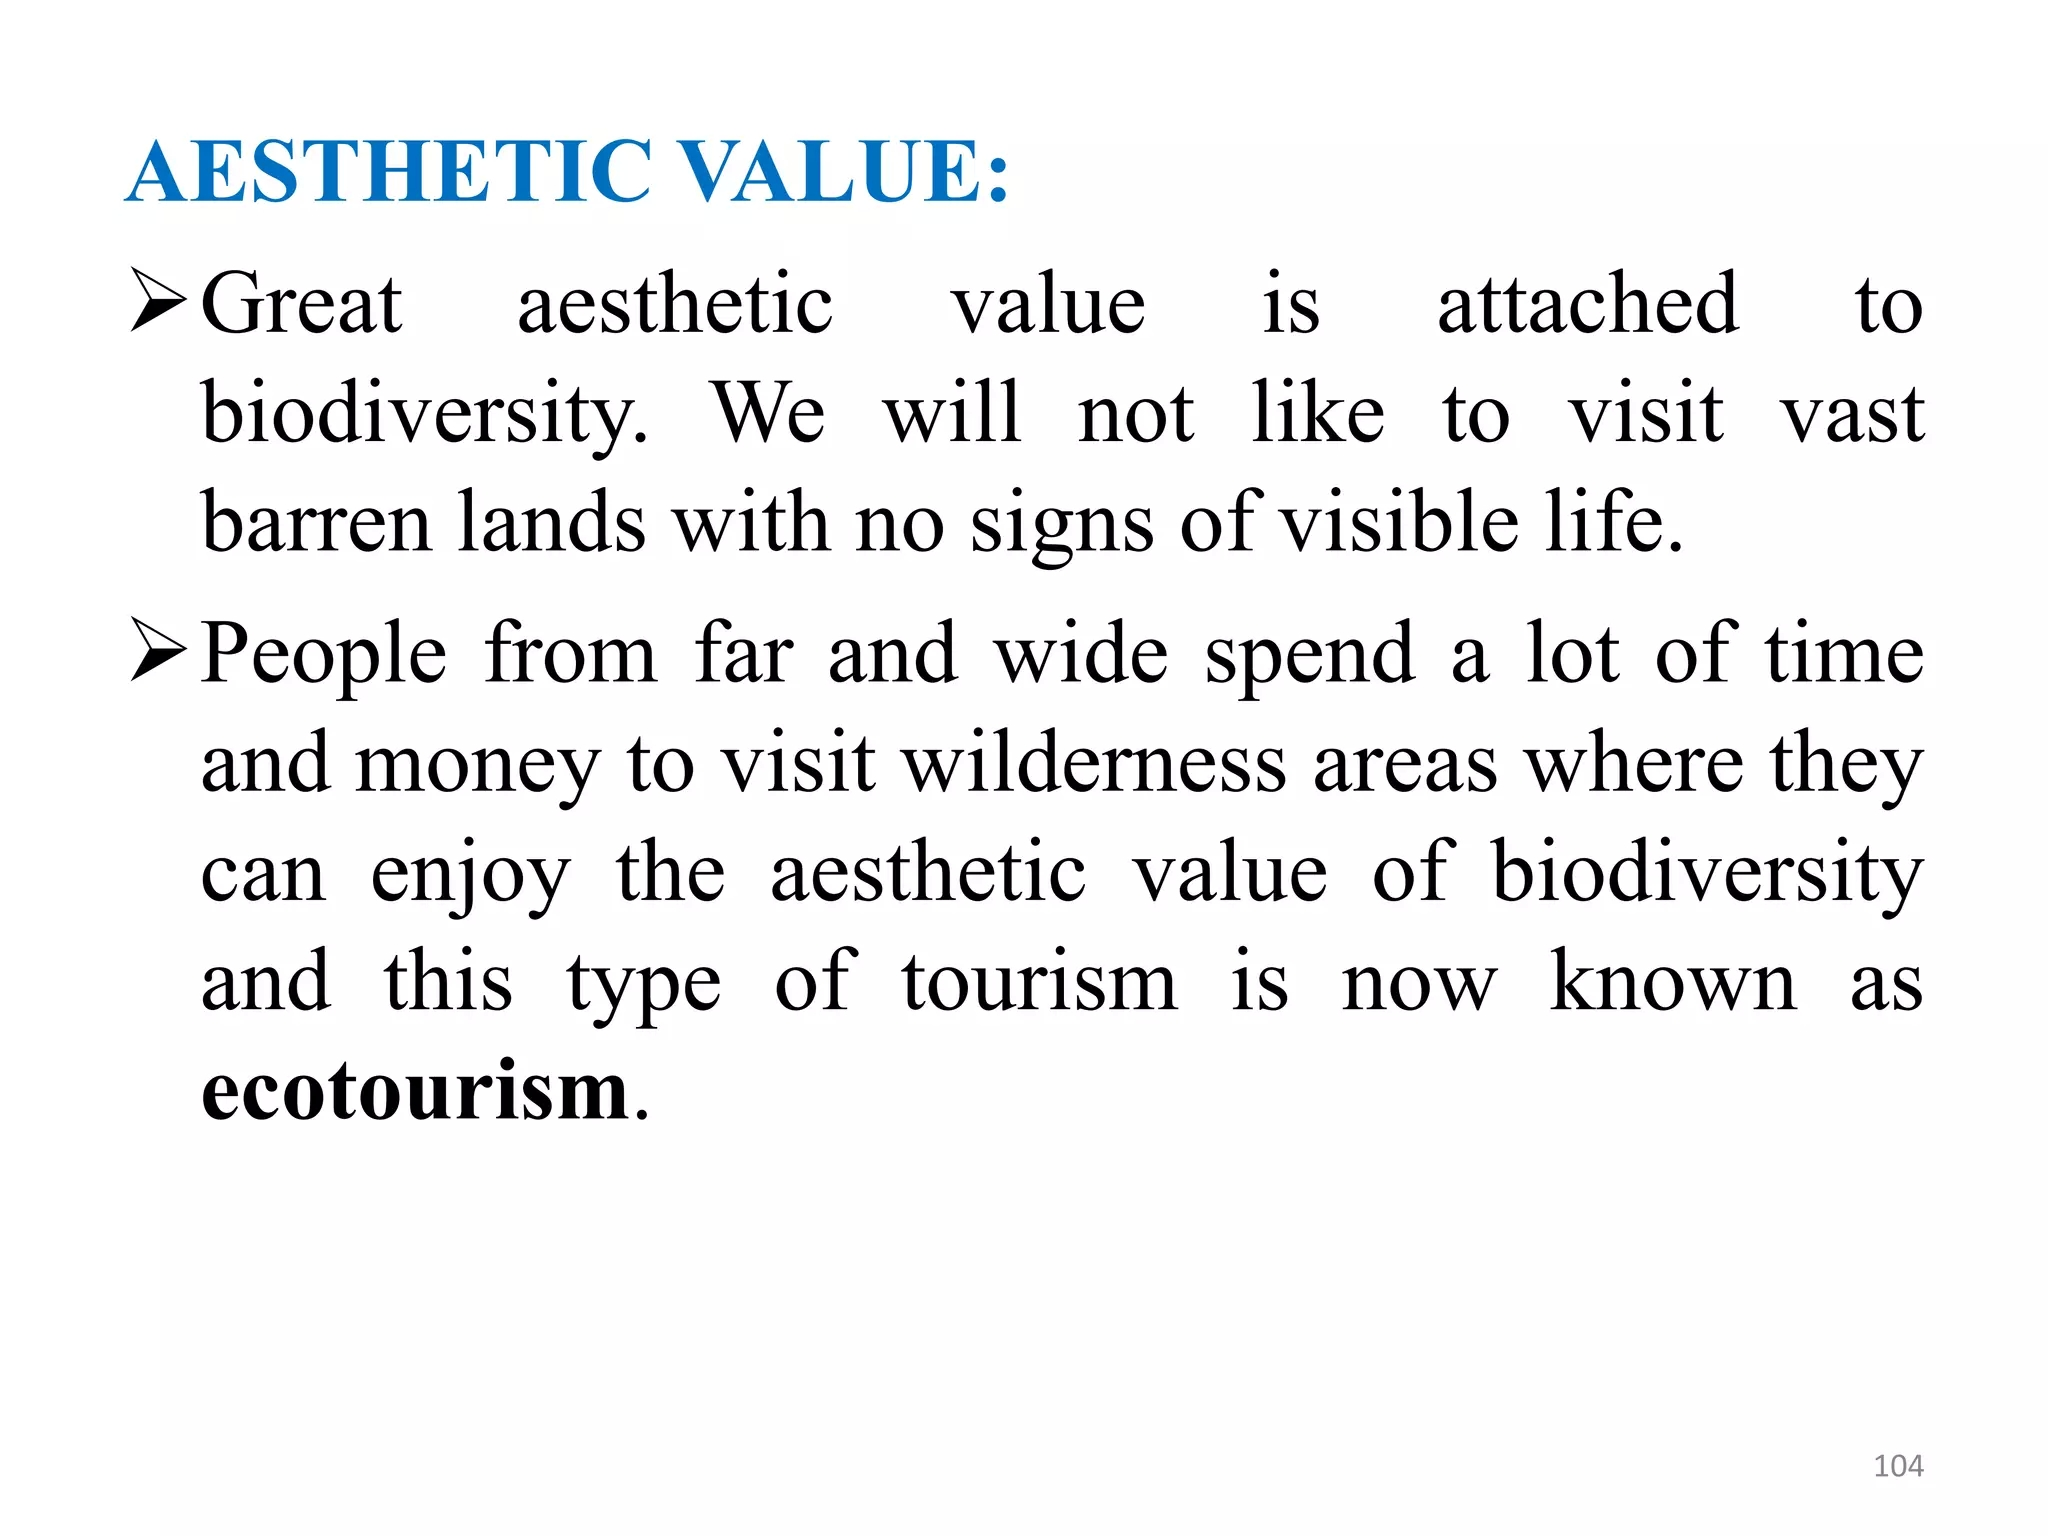 AESTHETIC VALUE:
➢Great aesthetic value is attached to
biodiversity. We will not like to visit vast
barren lands with no signs of visible life.
➢People from far and wide spend a lot of time
and money to visit wilderness areas where they
can enjoy the aesthetic value of biodiversity
and this type of tourism is now known as
ecotourism.
104